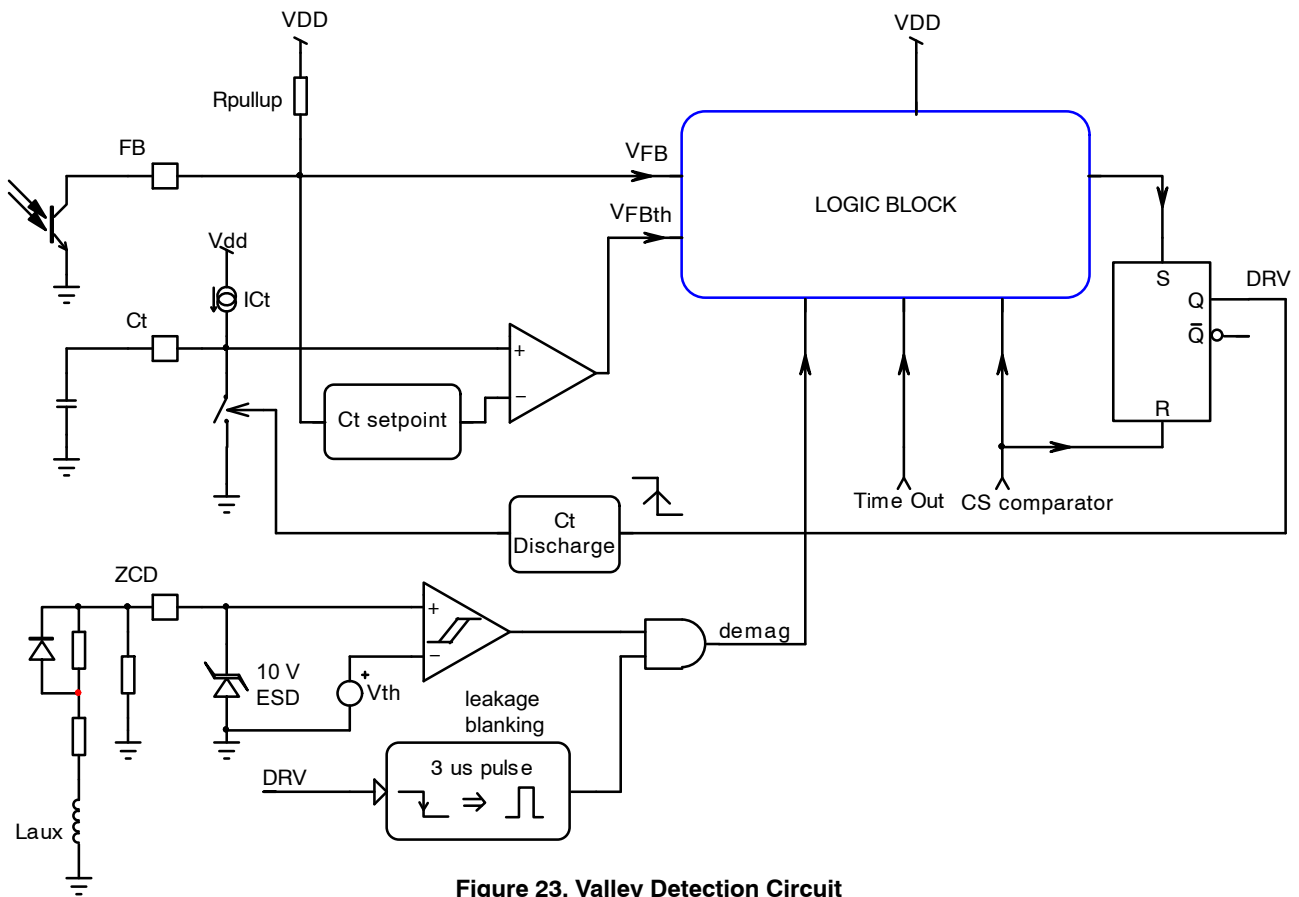 VDD
VDD
Rpullup
FB
VFB
LOGIC BLOCK
VFBth
Vdd
ICt
S
DRV
Q
Q̅
Ct
+
−
Ct setpoint
R
Time Out
CS comparator
Ct
Discharge
ZCD
+
−
demag
10 V
ESD
+
Vth
leakage
blanking
DRV
3 us pulse
⇒
Laux
Figure 23. Valley Detection Circuit